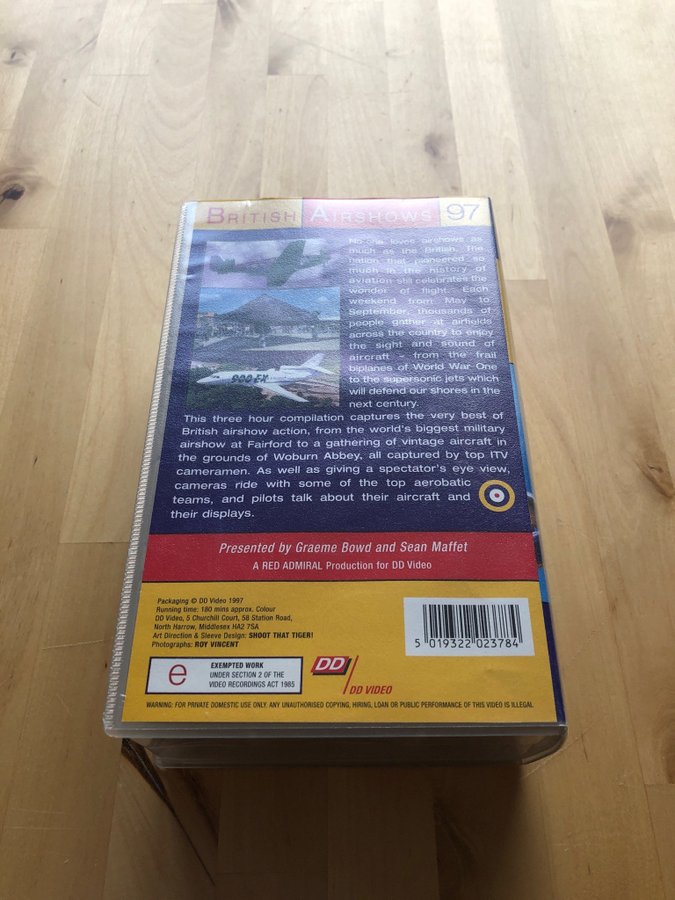 BRITISH AIRSHOWS 97
No-one loves airshows as
much as the British. The
nation that pioneered so
much in the history of
aviation still celebrates the
wonder of flight. Each
weekend from May to
September, thousands of
people gather at airfields
across the country to enjoy
the sight and sound of
aircraft - from the frail
biplanes of World War One
to the supersonic jets which
will defend our shores in the
next century.
900 EX
This three hour compilation captures the very best of
British airshow action, from the world's biggest military
airshow at Fairford to a gathering of vintage aircraft in
the grounds of Woburn Abbey, all captured by top ITV
cameramen. As well as giving a spectator's eye view,
cameras ride with some of the top aerobatic
teams, and pilots talk about their aircraft and
their displays.
Presented by Graeme Bowd and Sean Maffet
A RED ADMIRAL Production for DD Video
Packaging © DD Video 1997
Running time: 180 mins approx. Colour
DD Video, 5 Churchill Court, 58 Station Road,
North Harrow, Middlesex HA2 7SA
Art Direction & Sleeve Design: SHOOT THAT TIGER!
Photographs: ROY VINCENT
5 019322 023784
e
EXEMPTED WORK
UNDER SECTION 2 OF THE
VIDEO RECORDINGS ACT 1985
DD
DD VIDEO
WARNING: FOR PRIVATE DOMESTIC USE ONLY. ANY UNAUTHORISED COPYING, HIRING, LOAN OR PUBLIC PERFORMANCE OF THIS VIDEO IS ILLEGAL